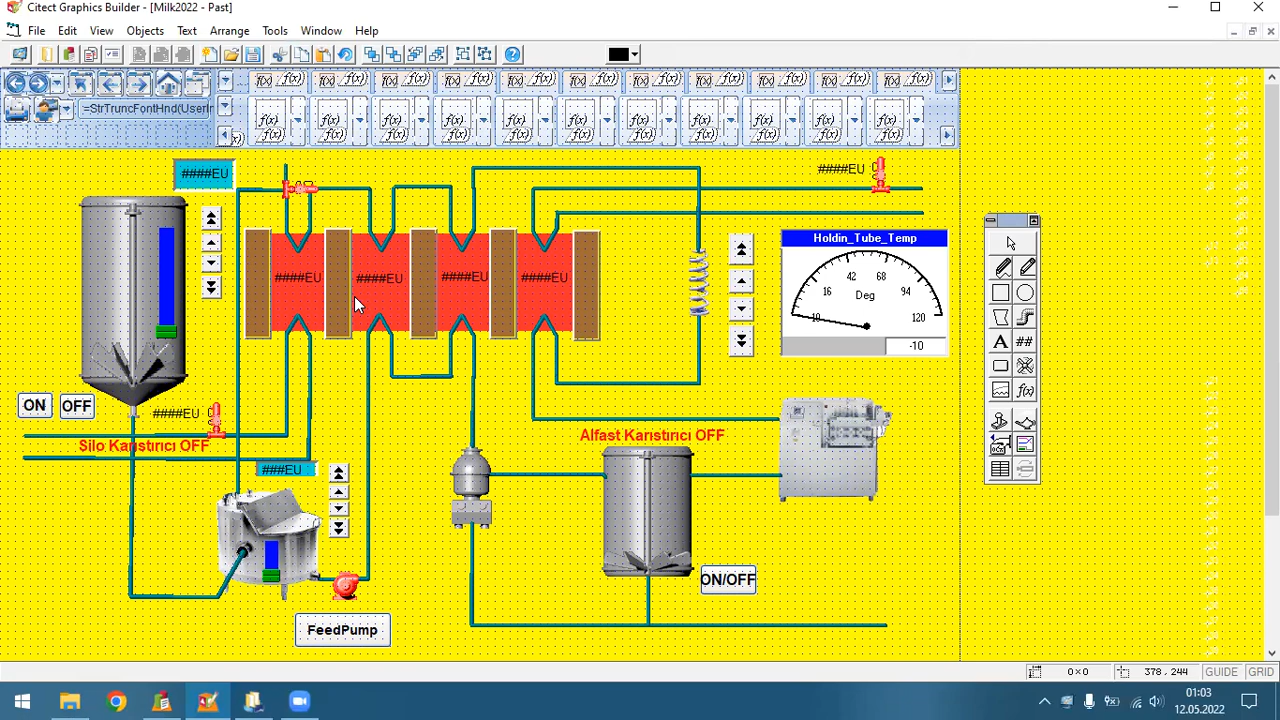 Citect Graphics Builder - [Milk2022 - Past]
File Edit View Objects Text Arrange Tools Window Help
=StrTruncFontHnd(UserIn
####EU
####EU
Holdin_Tube_Temp
####EU ####EU ####EU ####EU
42 68
16 Deg 94
-10 120
-10
ON OFF
####EU
Silo Karıstırıcı OFF
Alfast Karıstırıcı OFF
####EU
ON/OFF
FeedPump
0×0 378, 244 GUIDE GRID
01:03
12.05.2022